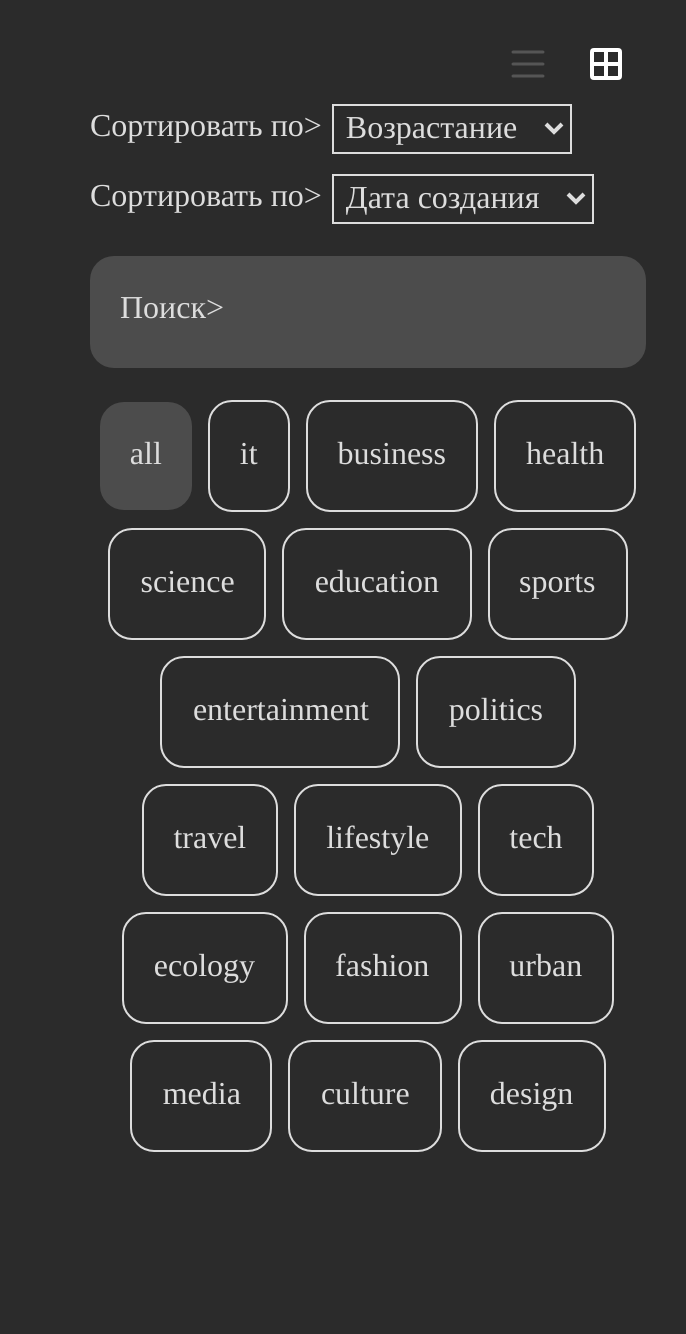 Сортировать по> Возрастание
Сортировать по> Дата создания
Поиск>
all it business health
science education sports
entertainment politics
travel lifestyle tech
ecology fashion urban
media culture design